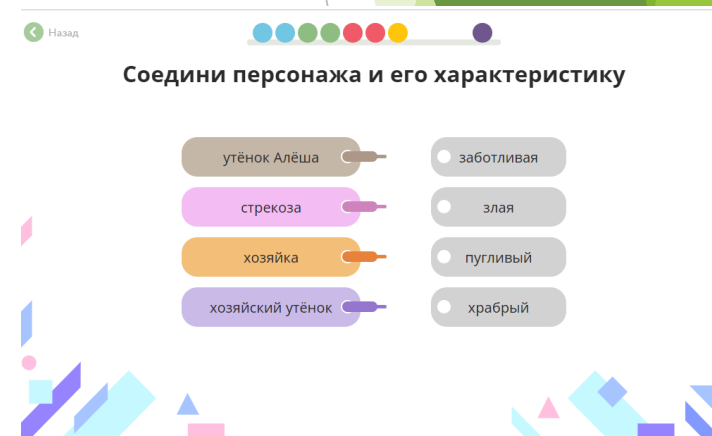 Назад
Соедини персонажа и его характеристику
утёнок Алёша
заботливая
стрекоза
злая
хозяйка
пугливый
хозяйский утёнок
храбрый